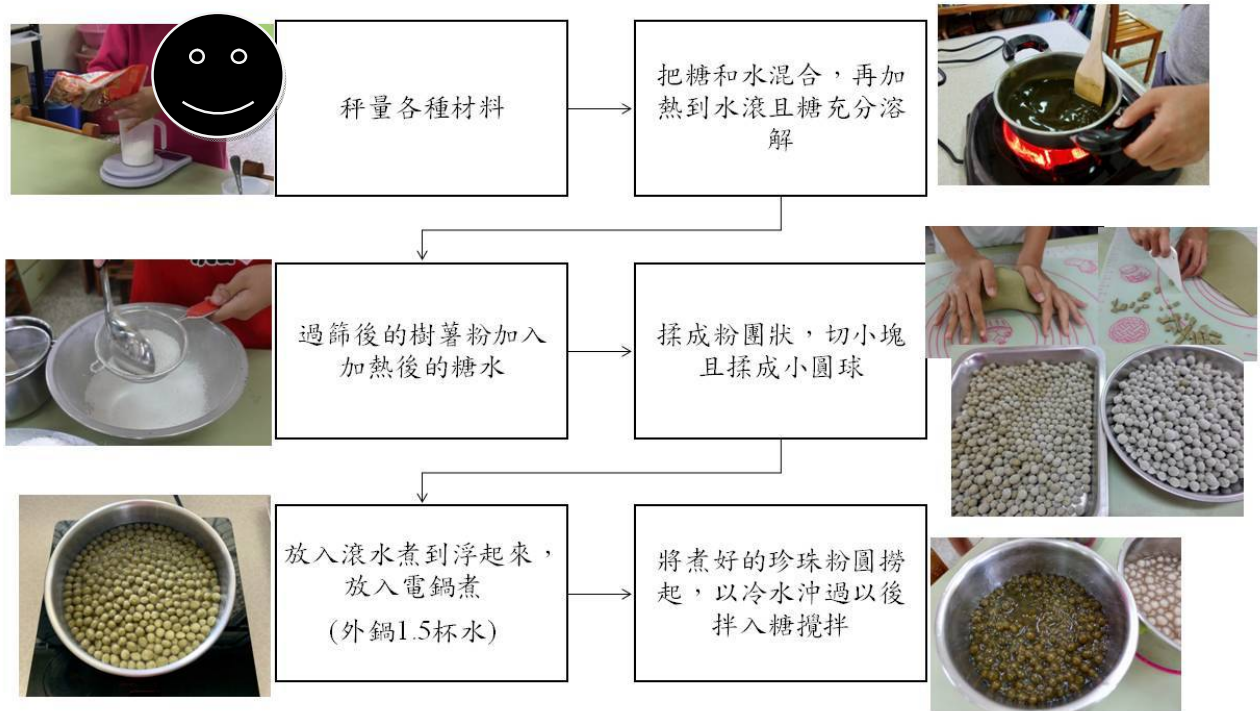 秤量各種材料
把糖和水混合，再加
熱到水滾且糖充分溶
解
過篩後的樹薯粉加入
加熱後的糖水
揉成粉團狀，切小塊
且揉成小圓球
放入滾水煮到浮起來，
放入電鍋煮
(外鍋1.5杯水)
將煮好的珍珠粉圓撈
起，以冷水沖過以後
拌入糖攪拌